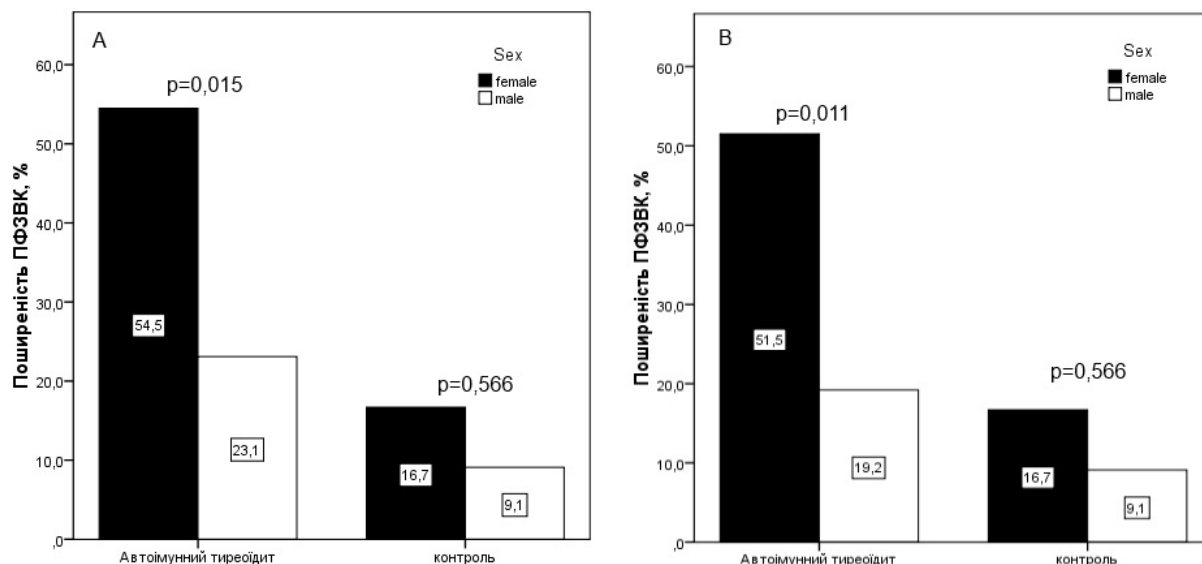 A
Sex
female
male
p=0,015
60,0
50,0
40,0
30,0
20,0
10,0
,0
Поширеність ПФЗВК, %
54,5
23,1
p=0,566
16,7
9,1
Автоімунний тиреоїдит
контроль
B
Sex
female
male
p=0,011
60,0
50,0
40,0
30,0
20,0
10,0
,0
Поширеність ПФЗВК, %
51,5
19,2
p=0,566
16,7
9,1
Автоімунний тиреоїдит
контроль